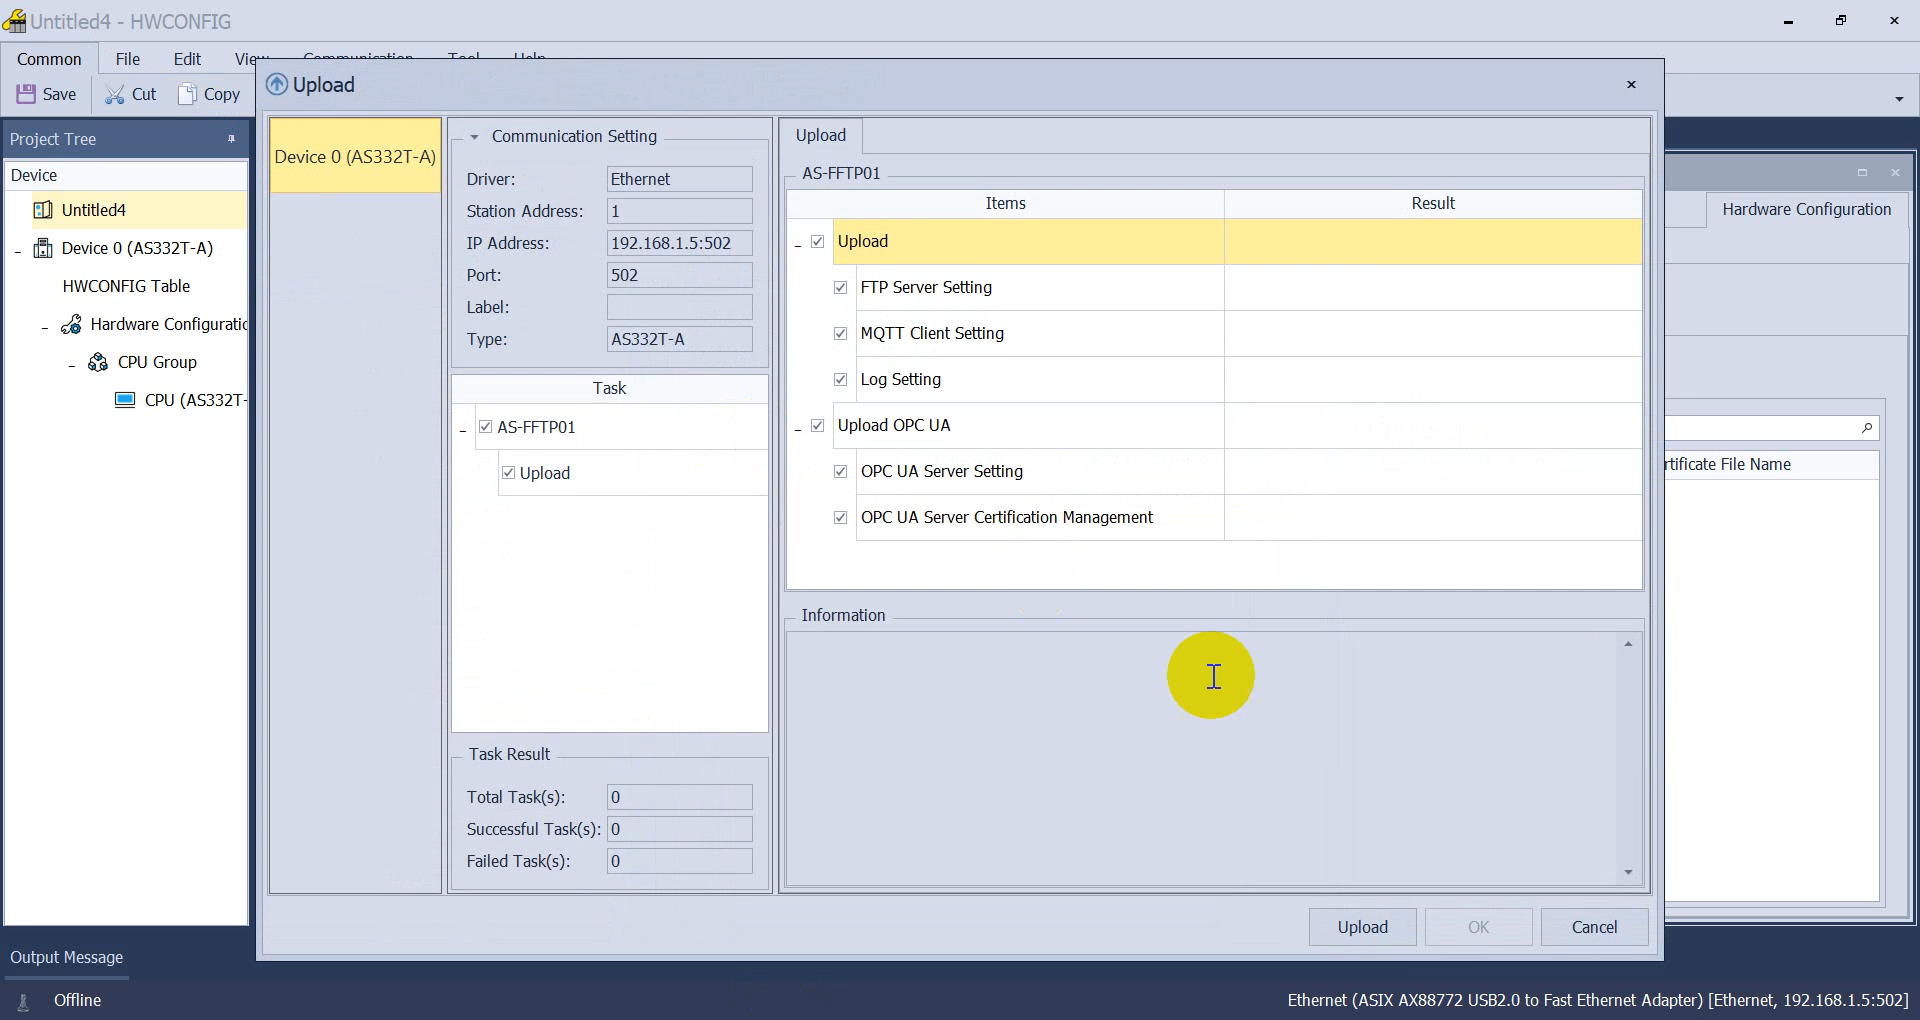 Untitled4 - HWCONFIG
Common File Edit View Communication Tool Help
Save Cut Copy
Project Tree
Device
Untitled4
Device 0 (AS332T-A)
HWCONFIG Table
Hardware Configuratio
CPU Group
CPU (AS332T-
Output Message
Offline
Upload
Device 0 (AS332T-A)
Communication Setting
Driver: Ethernet
Station Address: 1
IP Address: 192.168.1.5:502
Port: 502
Label:
Type: AS332T-A
Task
AS-FFTP01
Upload
Task Result
Total Task(s): 0
Successful Task(s): 0
Failed Task(s): 0
Upload
AS-FFTP01
Items Result
Upload
FTP Server Setting
MQTT Client Setting
Log Setting
Upload OPC UA
OPC UA Server Setting
OPC UA Server Certification Management
Information
Upload OK Cancel
Hardware Configuration
rtificate File Name
Ethernet (ASIX AX88772 USB2.0 to Fast Ethernet Adapter) [Ethernet, 192.168.1.5:502]